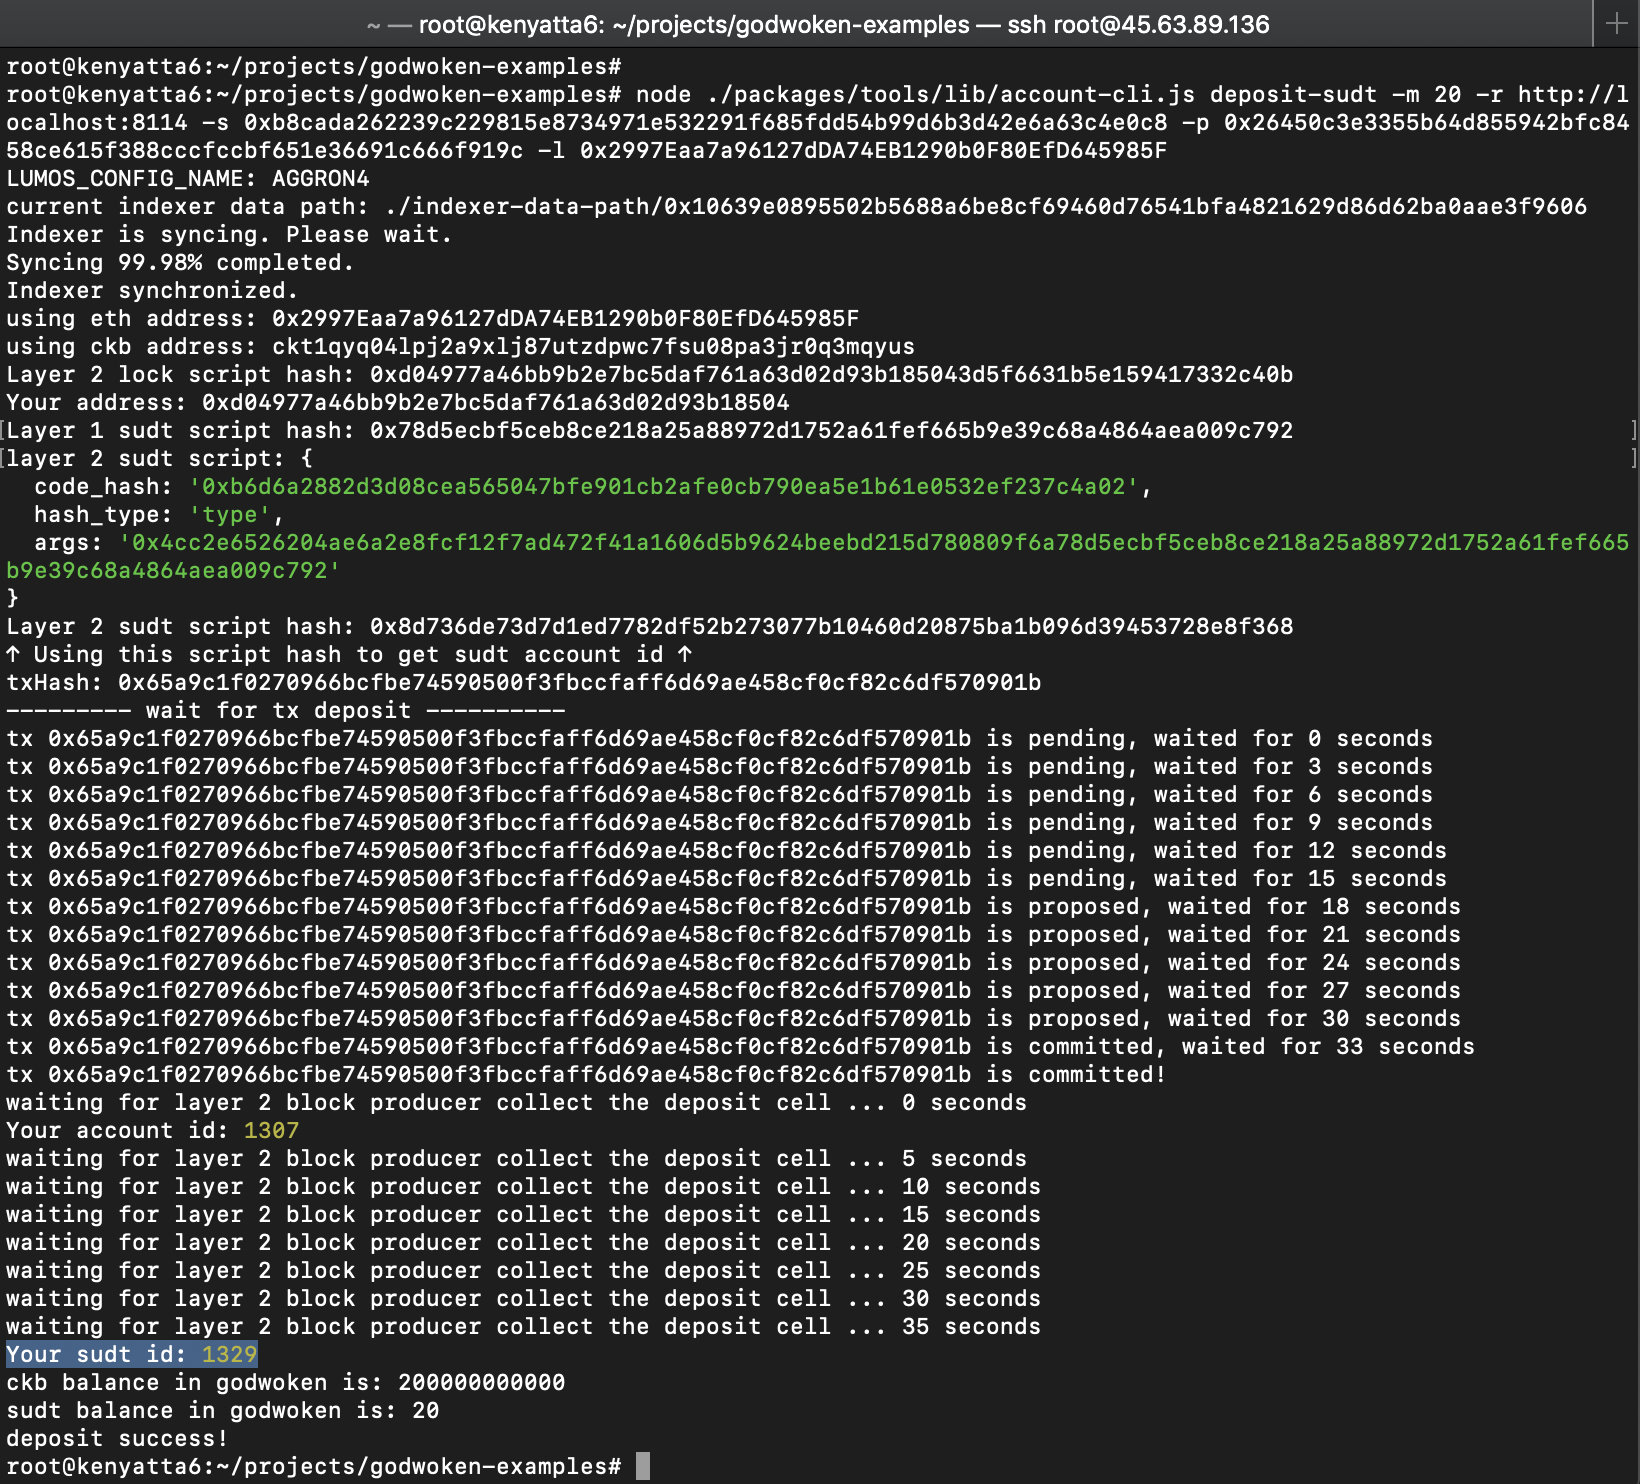 ~ — root@kenyatta6: ~/projects/godwoken-examples — ssh root@45.63.89.136
root@kenyatta6:~/projects/godwoken-examples#
root@kenyatta6:~/projects/godwoken-examples# node ./packages/tools/lib/account-cli.js deposit-sudt -m 20 -r http://l
ocalhost:8114 -s 0xb8cada262239c229815e8734971e532291f685fdd54b99d6b3d42e6a63c4e0c8 -p 0x26450c3e3355b64d855942bfc84
58ce615f388cccfccbf651e36691c666f919c -l 0x2997Eaa7a96127dDA74EB1290b0F80EfD645985F
LUMOS_CONFIG_NAME: AGGRON4
current indexer data path: ./indexer-data-path/0x10639e0895502b5688a6be8cf69460d76541bfa4821629d86d62ba0aae3f9606
Indexer is syncing. Please wait.
Syncing 99.98% completed.
Indexer synchronized.
using eth address: 0x2997Eaa7a96127dDA74EB1290b0F80EfD645985F
using ckb address: ckt1qyq04lpj2a9xlj87utzdpwc7fsu08pa3jr0q3mqyus
Layer 2 lock script hash: 0xd04977a46bb9b2e7bc5daf761a63d02d93b185043d5f6631b5e159417332c40b
Your address: 0xd04977a46bb9b2e7bc5daf761a63d02d93b18504
[Layer 1 sudt script hash: 0x78d5ecbf5ceb8ce218a25a88972d1752a61fef665b9e39c68a4864aea009c792 ]
[layer 2 sudt script: { ]
code_hash: '0xb6d6a2882d3d08cea565047bfe901cb2afe0cb790ea5e1b61e0532ef237c4a02',
hash_type: 'type',
args: '0x4cc2e6526204ae6a2e8fcf12f7ad472f41a1606d5b9624beebd215d780809f6a78d5ecbf5ceb8ce218a25a88972d1752a61fef665
b9e39c68a4864aea009c792'
}
Layer 2 sudt script hash: 0x8d736de73d7d1ed7782df52b273077b10460d20875ba1b096d39453728e8f368
↑ Using this script hash to get sudt account id ↑
txHash: 0x65a9c1f0270966bcfbe74590500f3fbccfaff6d69ae458cf0cf82c6df570901b
--------- wait for tx deposit ----------
tx 0x65a9c1f0270966bcfbe74590500f3fbccfaff6d69ae458cf0cf82c6df570901b is pending, waited for 0 seconds
tx 0x65a9c1f0270966bcfbe74590500f3fbccfaff6d69ae458cf0cf82c6df570901b is pending, waited for 3 seconds
tx 0x65a9c1f0270966bcfbe74590500f3fbccfaff6d69ae458cf0cf82c6df570901b is pending, waited for 6 seconds
tx 0x65a9c1f0270966bcfbe74590500f3fbccfaff6d69ae458cf0cf82c6df570901b is pending, waited for 9 seconds
tx 0x65a9c1f0270966bcfbe74590500f3fbccfaff6d69ae458cf0cf82c6df570901b is pending, waited for 12 seconds
tx 0x65a9c1f0270966bcfbe74590500f3fbccfaff6d69ae458cf0cf82c6df570901b is pending, waited for 15 seconds
tx 0x65a9c1f0270966bcfbe74590500f3fbccfaff6d69ae458cf0cf82c6df570901b is proposed, waited for 18 seconds
tx 0x65a9c1f0270966bcfbe74590500f3fbccfaff6d69ae458cf0cf82c6df570901b is proposed, waited for 21 seconds
tx 0x65a9c1f0270966bcfbe74590500f3fbccfaff6d69ae458cf0cf82c6df570901b is proposed, waited for 24 seconds
tx 0x65a9c1f0270966bcfbe74590500f3fbccfaff6d69ae458cf0cf82c6df570901b is proposed, waited for 27 seconds
tx 0x65a9c1f0270966bcfbe74590500f3fbccfaff6d69ae458cf0cf82c6df570901b is proposed, waited for 30 seconds
tx 0x65a9c1f0270966bcfbe74590500f3fbccfaff6d69ae458cf0cf82c6df570901b is committed, waited for 33 seconds
tx 0x65a9c1f0270966bcfbe74590500f3fbccfaff6d69ae458cf0cf82c6df570901b is committed!
waiting for layer 2 block producer collect the deposit cell ... 0 seconds
Your account id: 1307
waiting for layer 2 block producer collect the deposit cell ... 5 seconds
waiting for layer 2 block producer collect the deposit cell ... 10 seconds
waiting for layer 2 block producer collect the deposit cell ... 15 seconds
waiting for layer 2 block producer collect the deposit cell ... 20 seconds
waiting for layer 2 block producer collect the deposit cell ... 25 seconds
waiting for layer 2 block producer collect the deposit cell ... 30 seconds
waiting for layer 2 block producer collect the deposit cell ... 35 seconds
Your sudt id: 1329
ckb balance in godwoken is: 200000000000
sudt balance in godwoken is: 20
deposit success!
root@kenyatta6:~/projects/godwoken-examples#